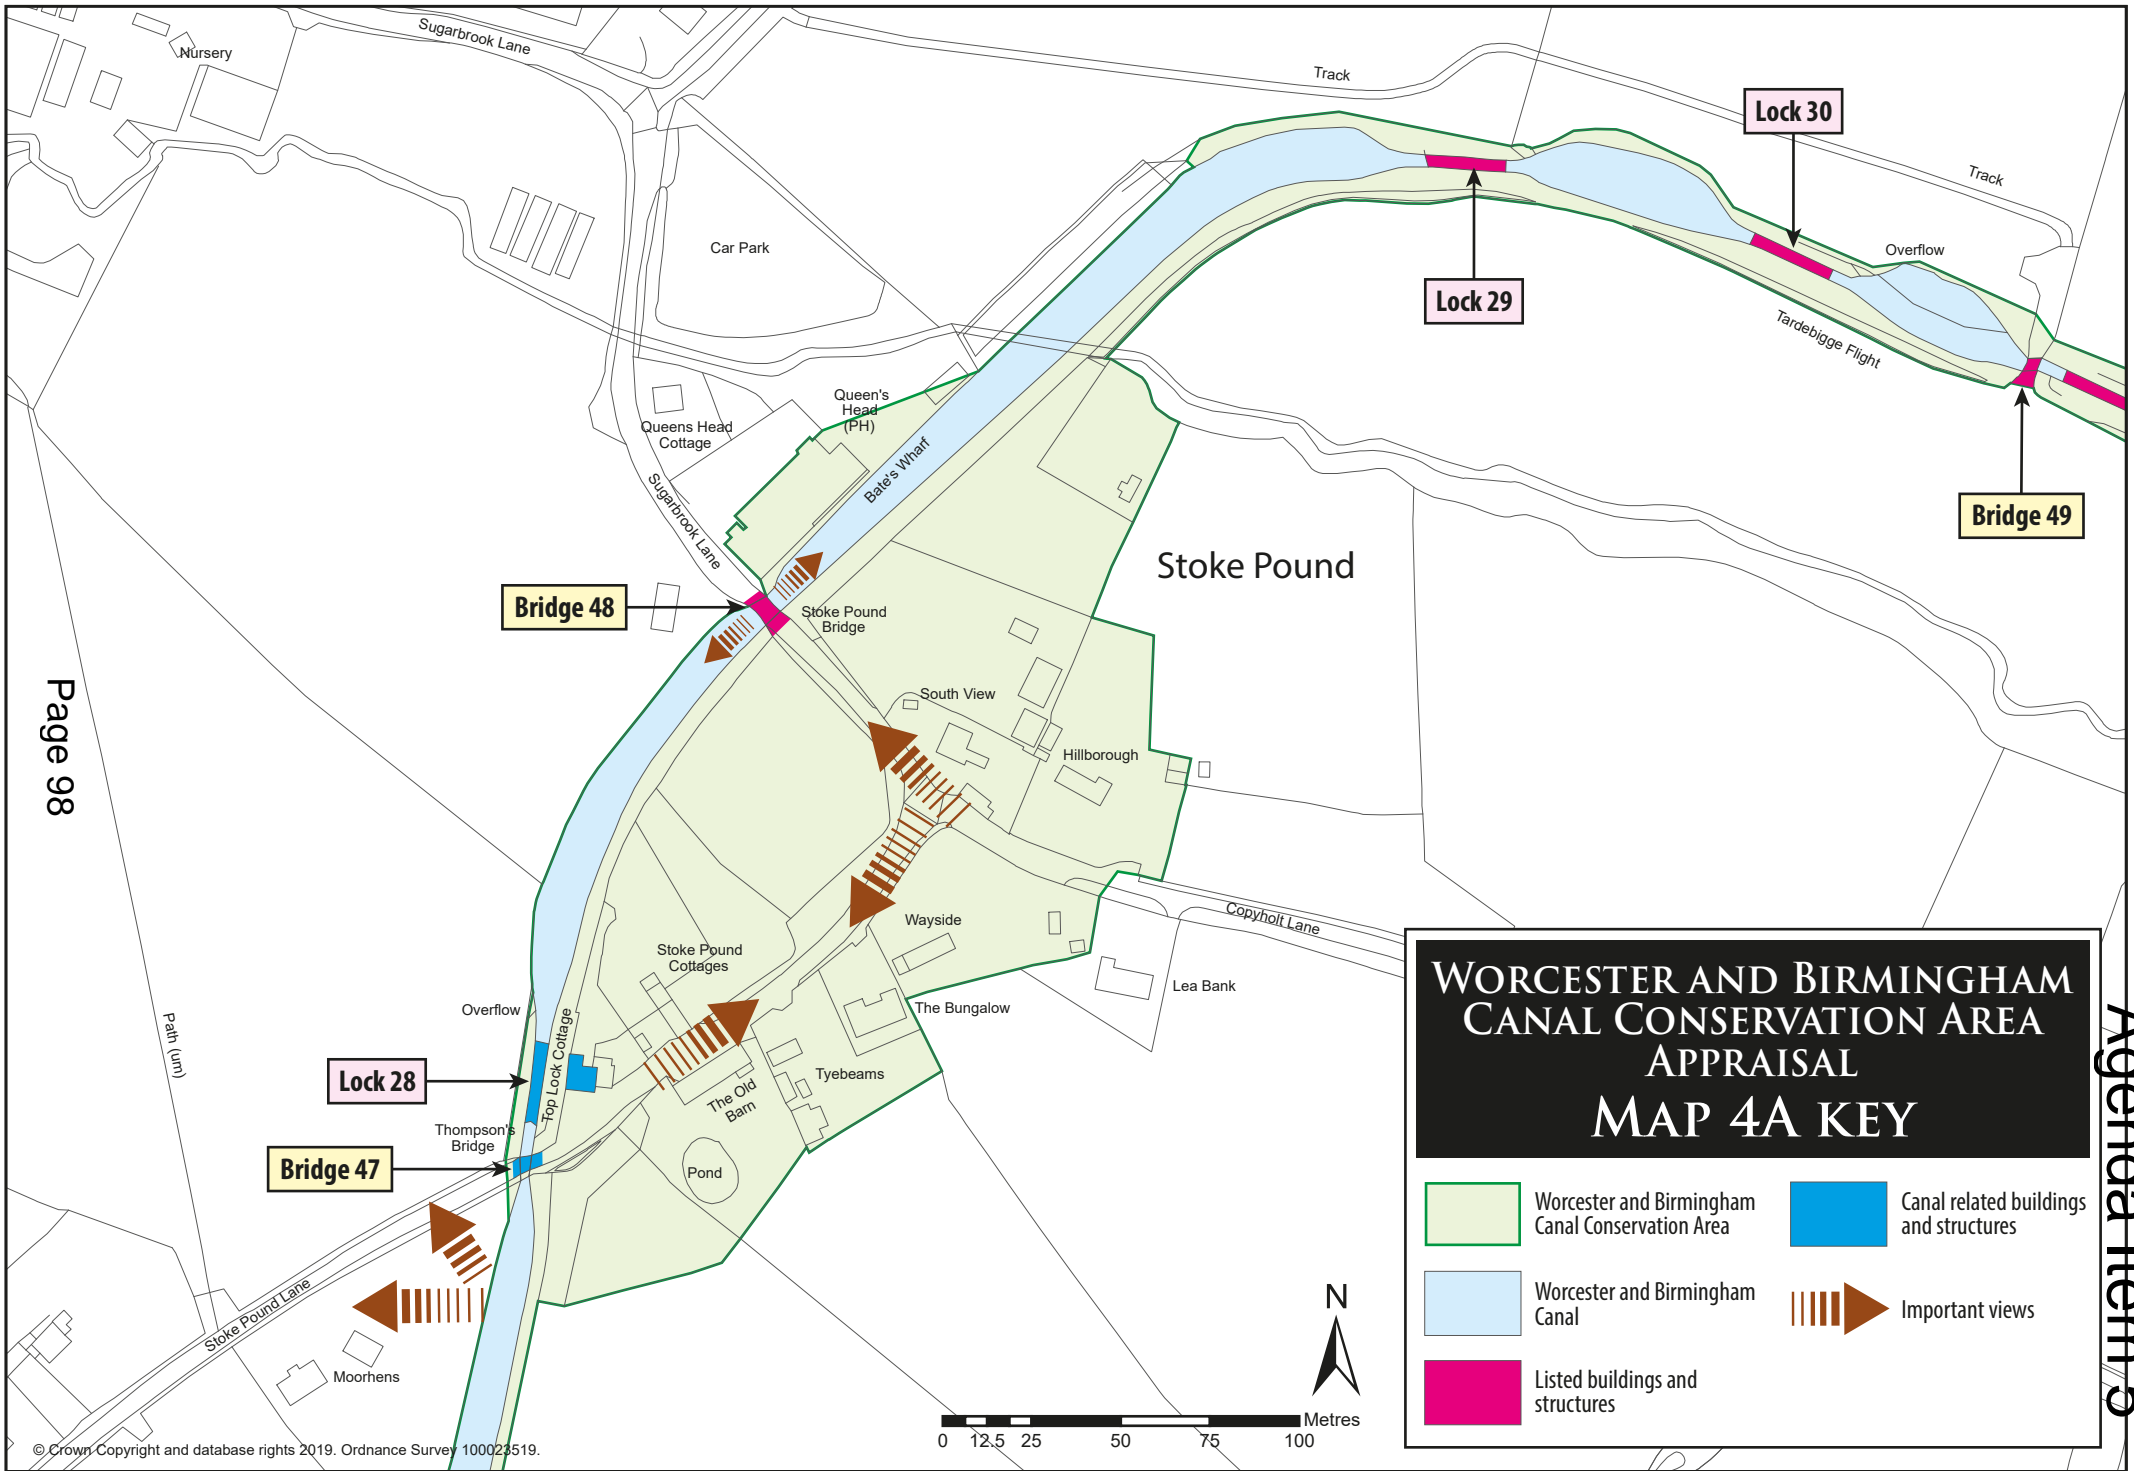 Nursery
Sugarbrook Lane
Track
Lock 30
Track
Car Park
Overflow
Lock 29
Tardebigge Flight
Queen's
Head
(PH)
Queens Head
Cottage
Bate's Wharf
Sugarbrook Lane
Bridge 49
Stoke Pound
Bridge 48
Stoke Pound
Bridge
Page 98
South View
Hillborough
Copyholt Lane
Wayside
Stoke Pound
Cottages
Lea Bank
The Bungalow
Overflow
Path (um)
Top Lock Cottage
Lock 28
Tyebeams
The Old
Barn
Thompson's
Bridge
Bridge 47
Pond
Stoke Pound Lane
Moorhens
WORCESTER AND BIRMINGHAM
CANAL CONSERVATION AREA
APPRAISAL
MAP 4A KEY
Worcester and Birmingham
Canal Conservation Area
Canal related buildings
and structures
Worcester and Birmingham
Canal
Important views
Listed buildings and
structures
Agenda Item 5
N
Metres
0 12.5 25 50 75 100
© Crown Copyright and database rights 2019. Ordnance Survey 100023519.